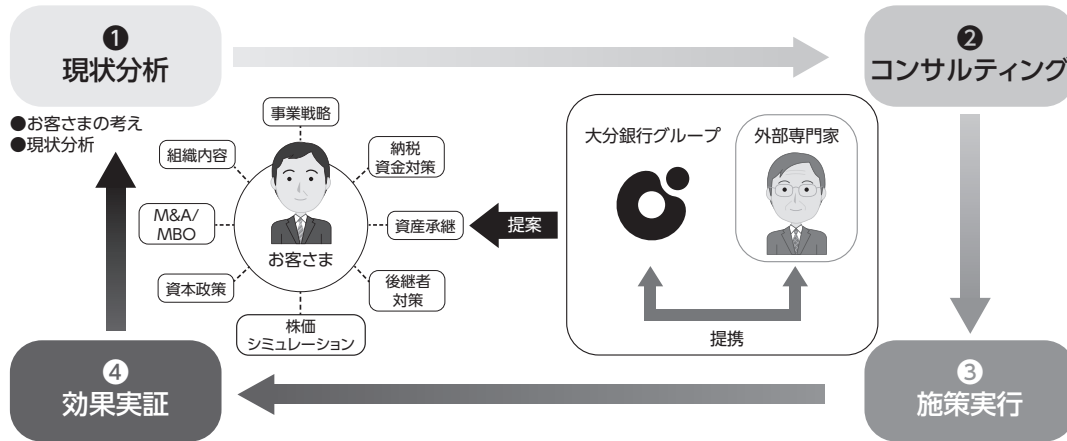 ❶
現状分析
❷
コンサルティング
●お客さまの考え
●現状分析
事業戦略
組織内容
納税
資金対策
M&A/
MBO
お客さま
資産承継
資本政策
後継者
対策
株価
シミュレーション
提案
大分銀行グループ
外部専門家
提携
❹
効果実証
❸
施策実行